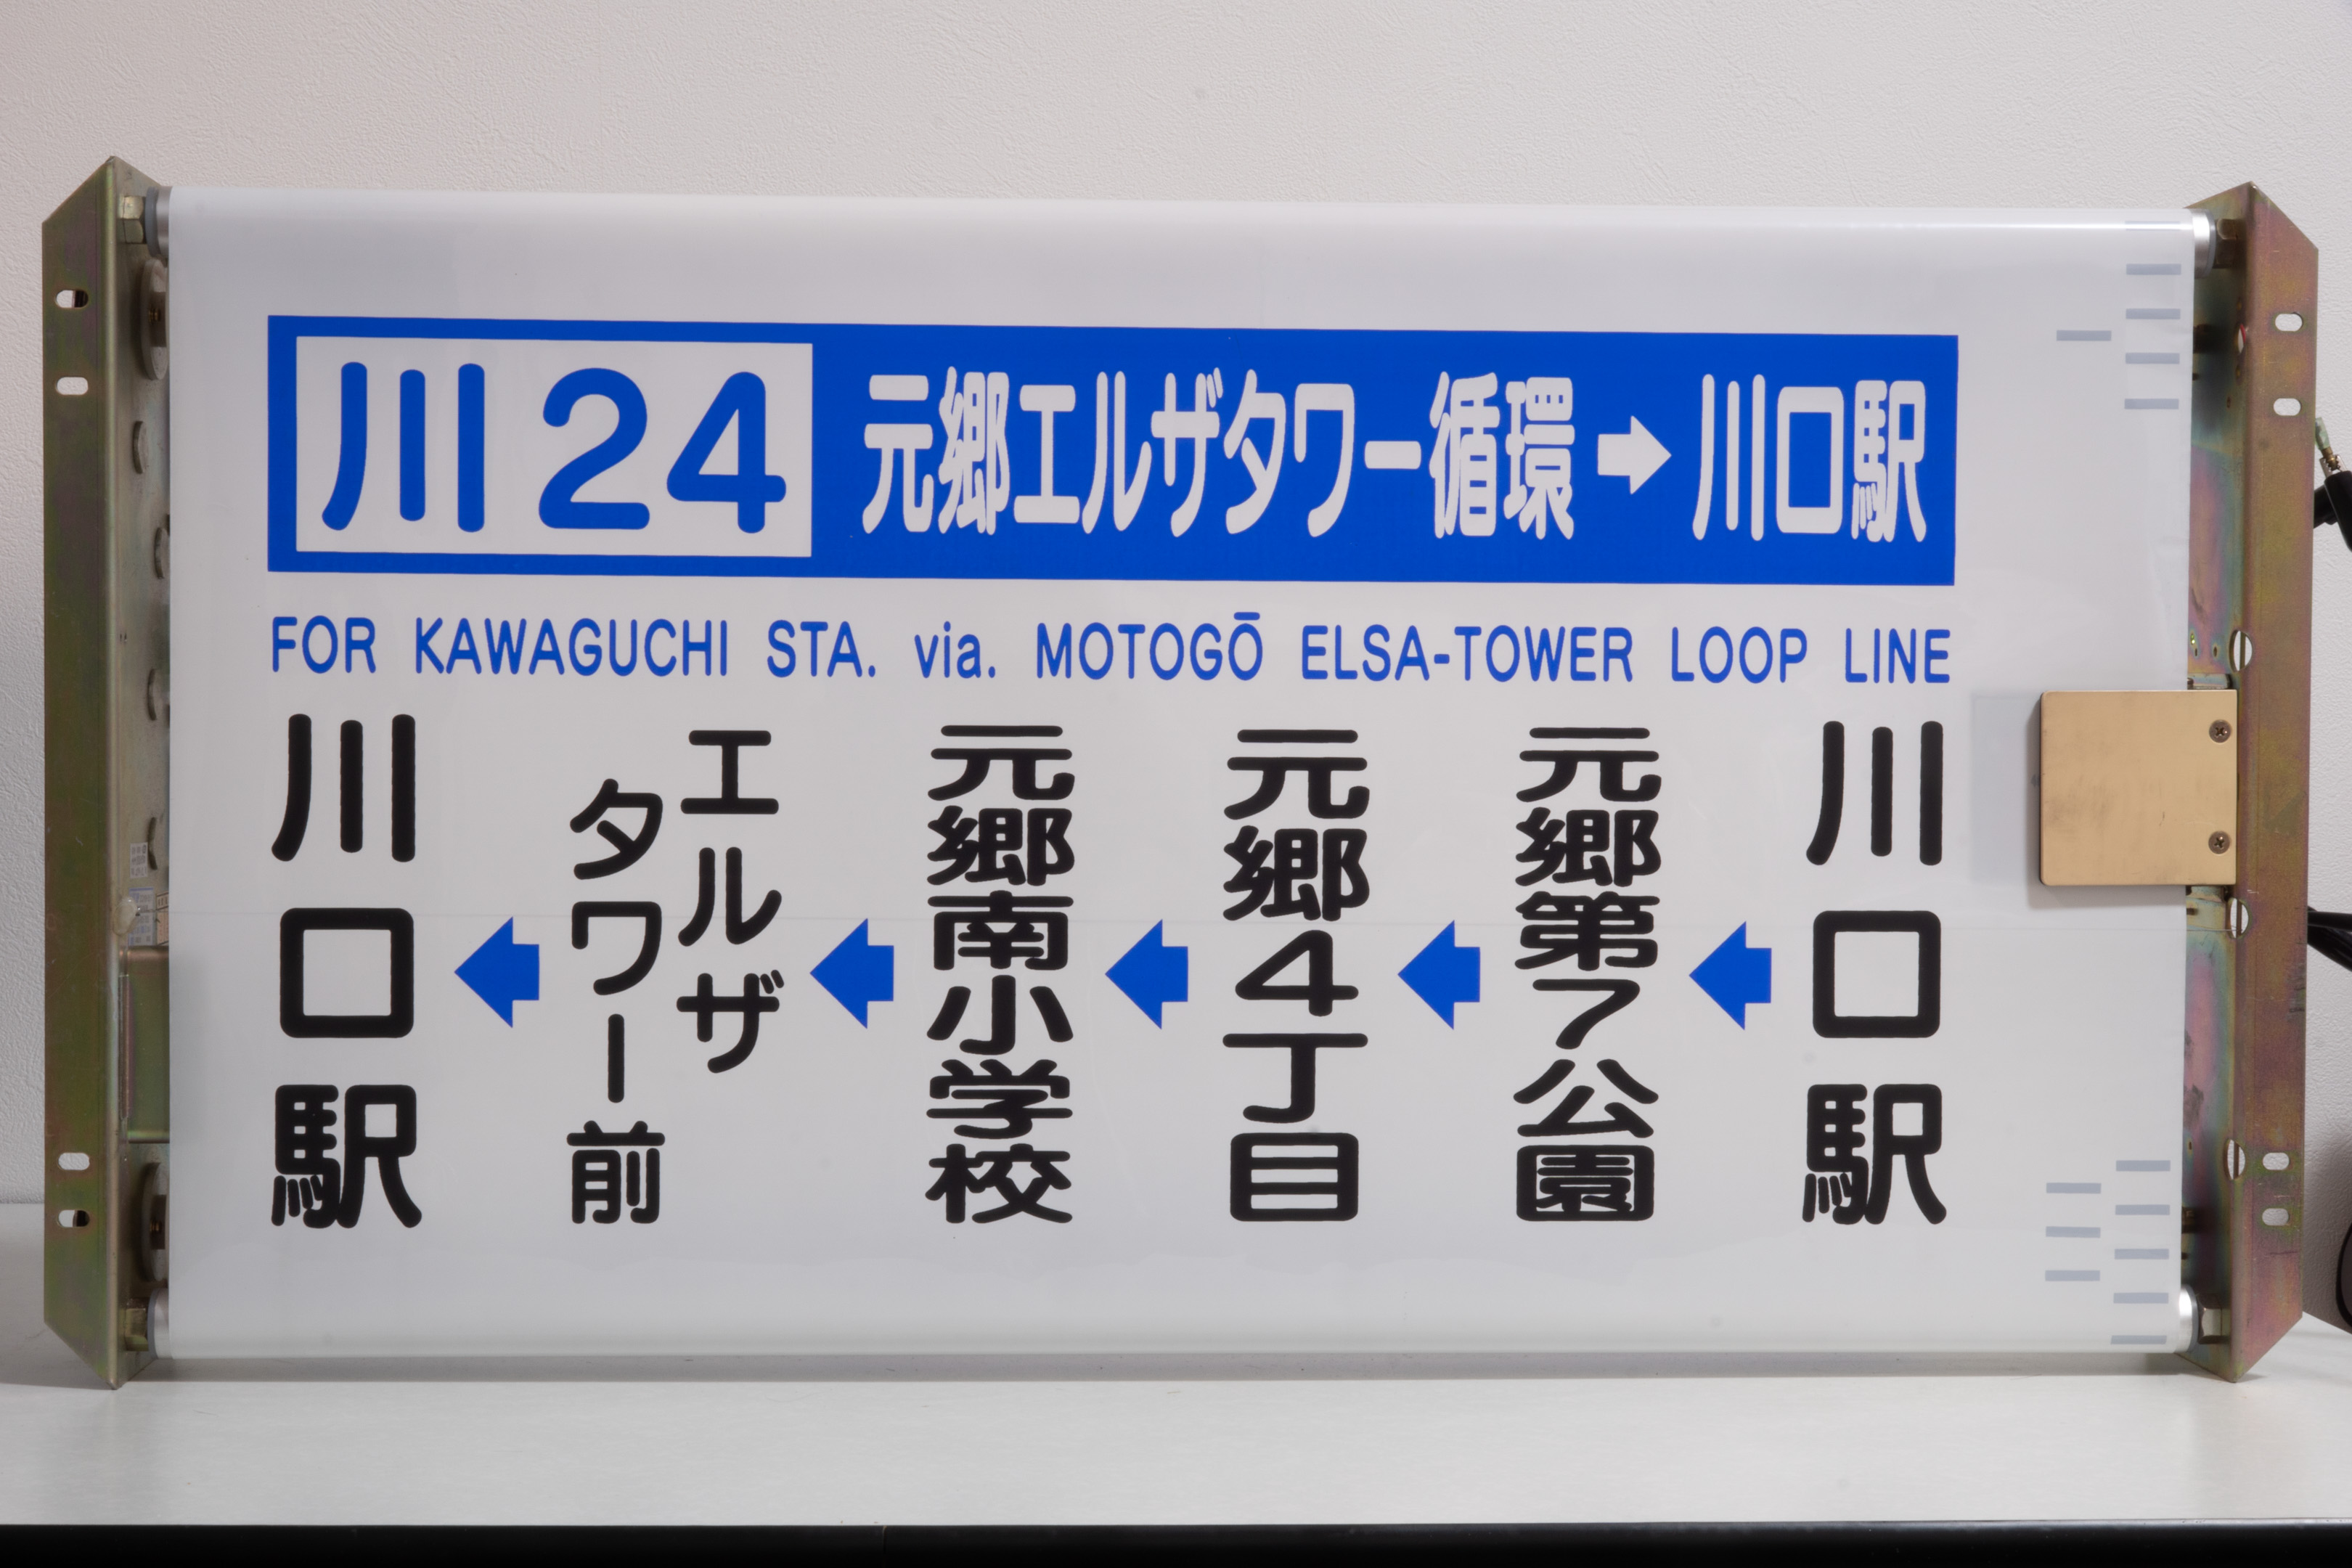 川24 元郷エルザタワー循環➡川口駅
FOR KAWAGUCHI STA. via. MOTOGŌ ELSA-TOWER LOOP LINE
川口駅
⬅
元郷第7公園
⬅
元郷4丁目
⬅
元郷南小学校
⬅
エルザ
タワー前
⬅
川口駅